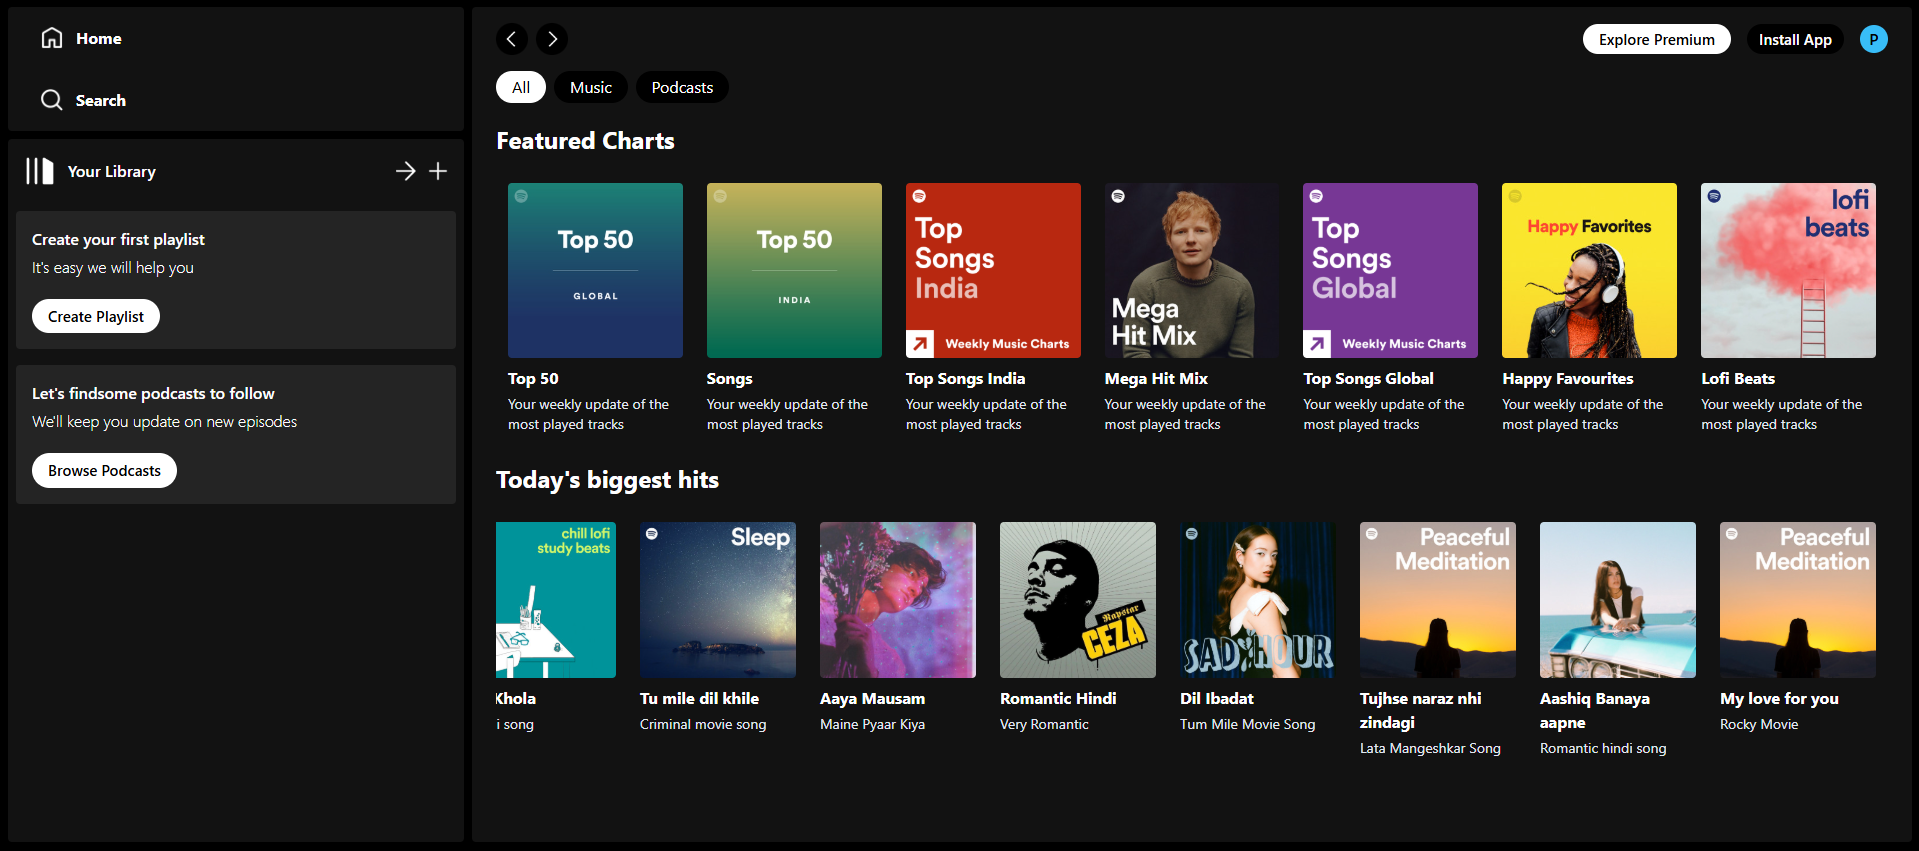 Home
Search
Your Library
Create your first playlist
It's easy we will help you
Create Playlist
Let's findsome podcasts to follow
We'll keep you update on new episodes
Browse Podcasts
Explore Premium
Install App
P
All
Music
Podcasts
Featured Charts
Top 50
GLOBAL
Top 50
Your weekly update of the
most played tracks
Top 50
INDIA
Songs
Your weekly update of the
most played tracks
Top
Songs
India
Weekly Music Charts
Top Songs India
Your weekly update of the
most played tracks
Mega
Hit Mix
Mega Hit Mix
Your weekly update of the
most played tracks
Top
Songs
Global
Weekly Music Charts
Top Songs Global
Your weekly update of the
most played tracks
Happy Favorites
Happy Favourites
Your weekly update of the
most played tracks
lofi
beats
Lofi Beats
Your weekly update of the
most played tracks
Today's biggest hits
chill lofi
study beats
Khola
i song
Sleep
Tu mile dil khile
Criminal movie song
Aaya Mausam
Maine Pyaar Kiya
Rapstar
CEZA
Romantic Hindi
Very Romantic
SAD HOUR
Dil Ibadat
Tum Mile Movie Song
Peaceful
Meditation
Tujhse naraz nhi
zindagi
Lata Mangeshkar Song
Aashiq Banaya
aapne
Romantic hindi song
Peaceful
Meditation
My love for you
Rocky Movie